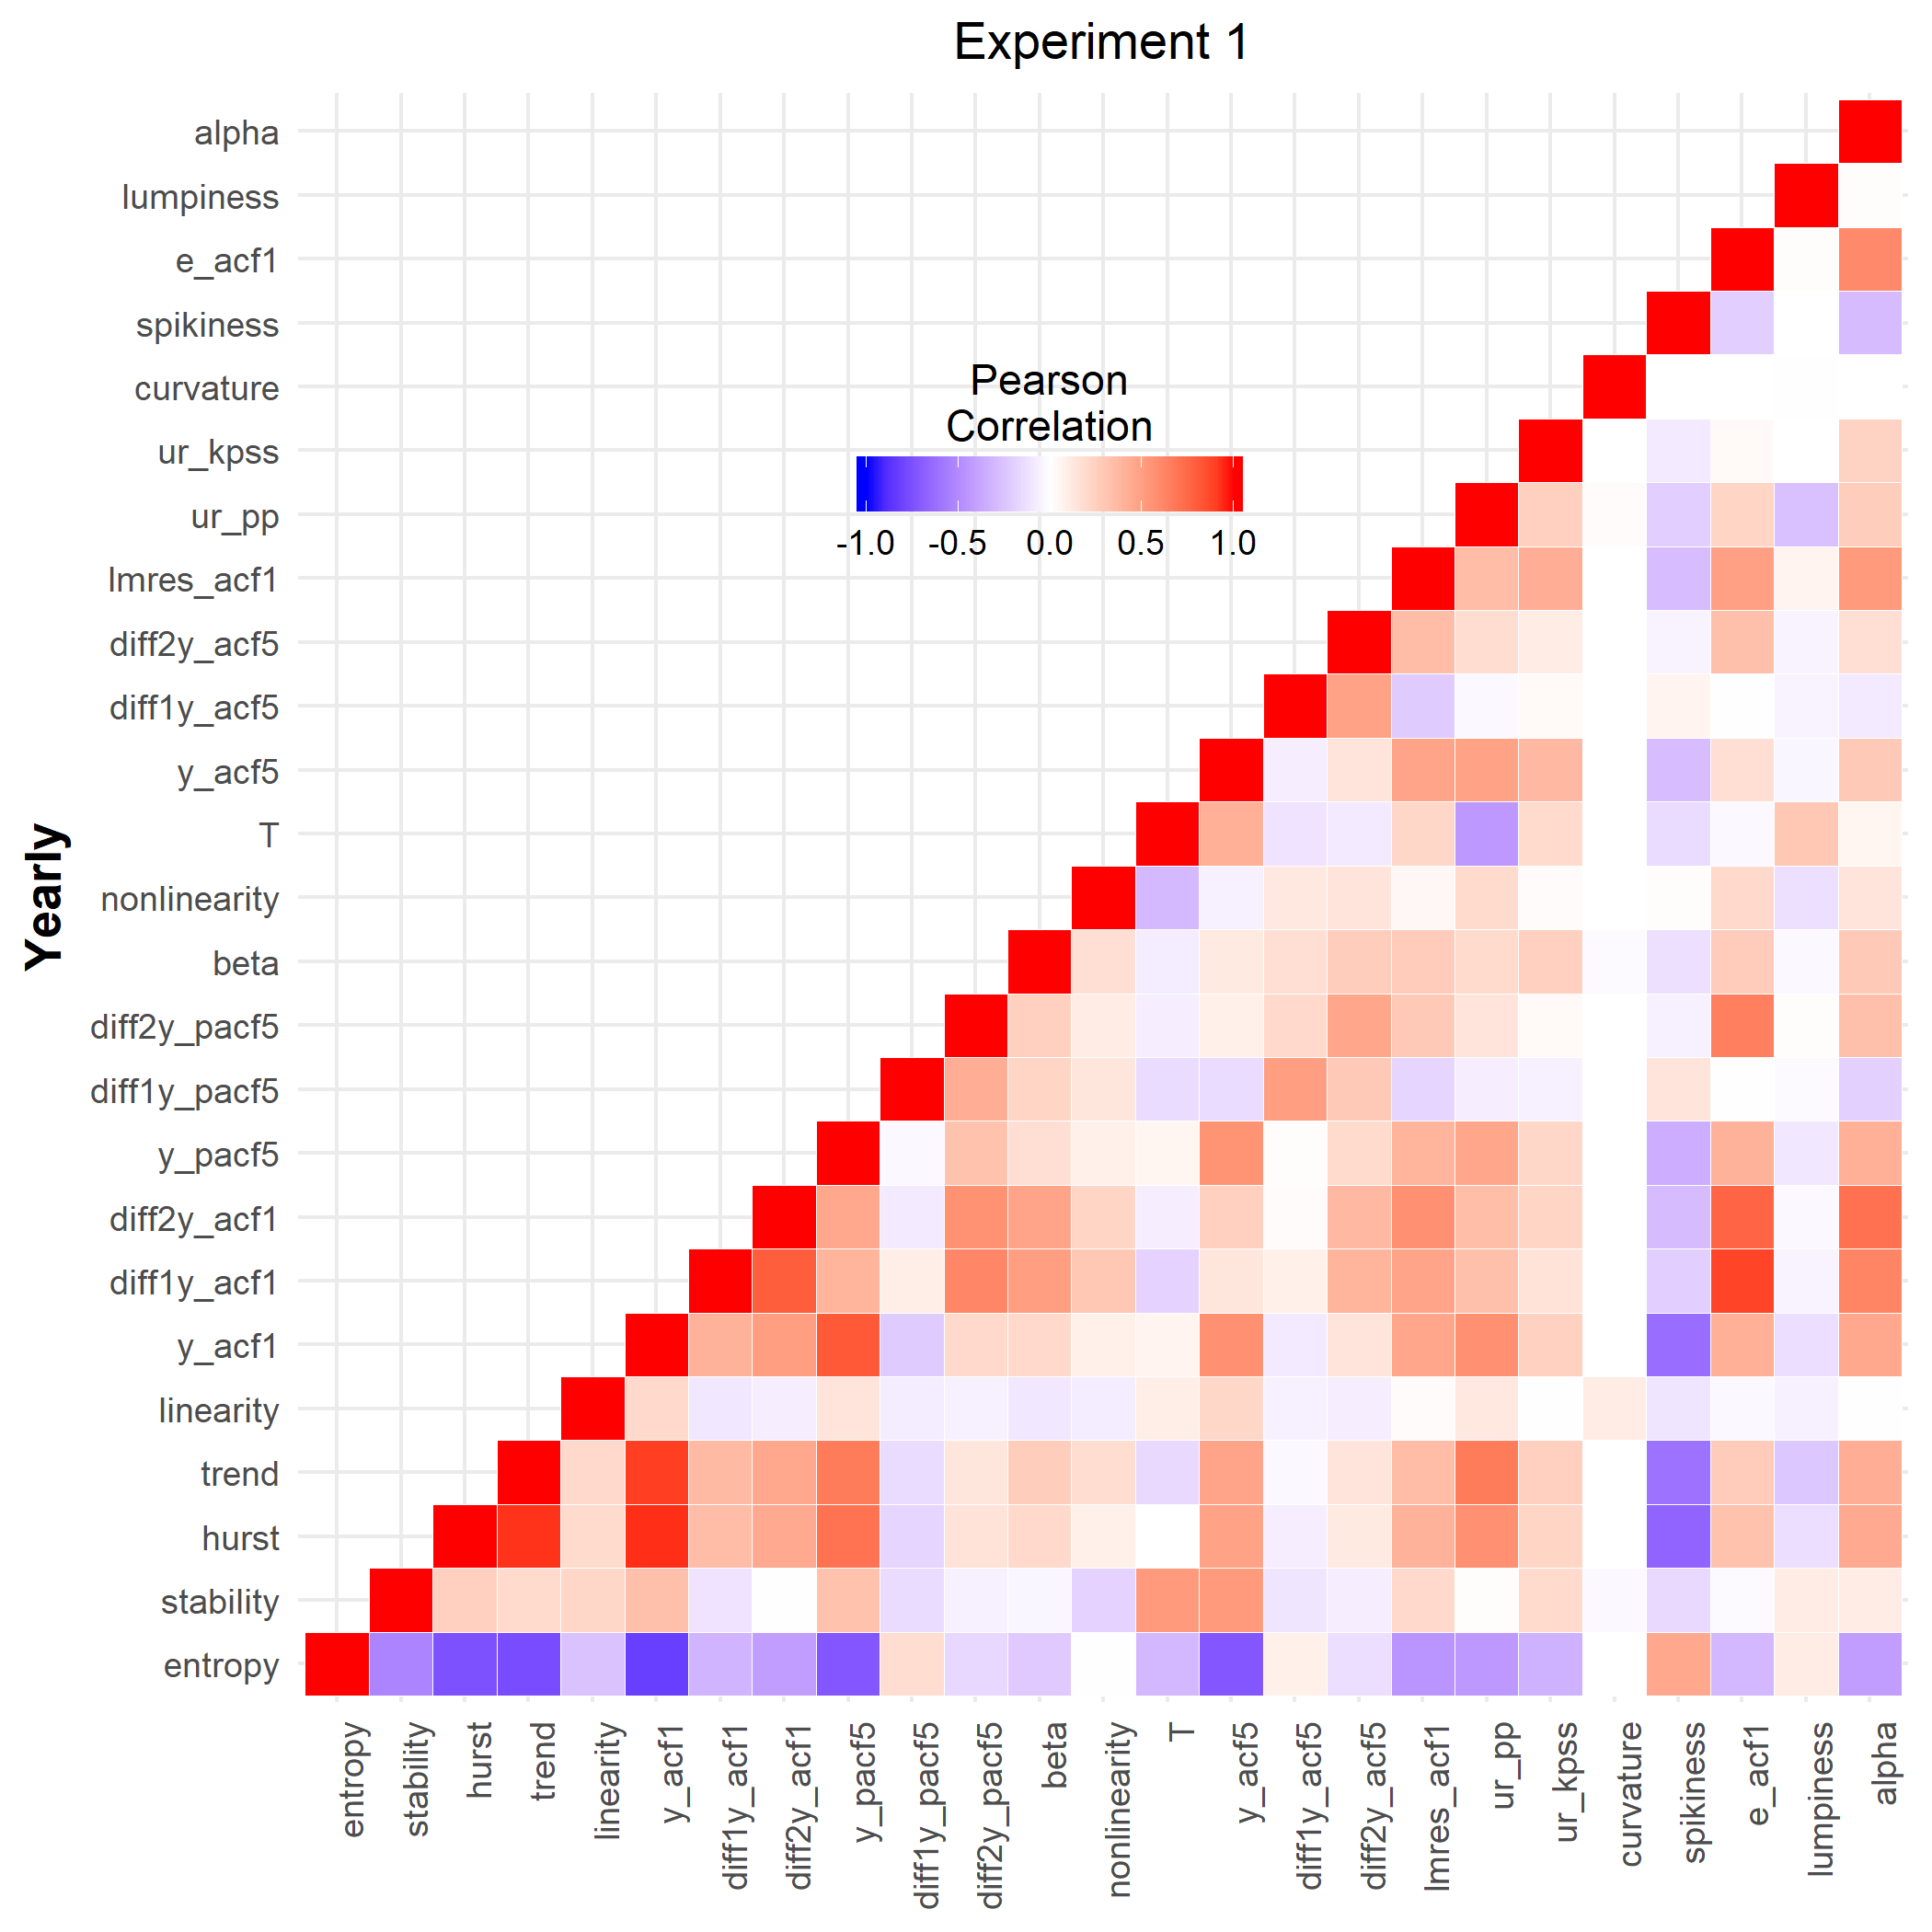 Experiment 1
alpha
lumpiness
e_acf1
spikiness
curvature
ur_kpss
ur_pp
lmres_acf1
diff2y_acf5
diff1y_acf5
y_acf5
T
nonlinearity
beta
diff2y_pacf5
diff1y_pacf5
y_pacf5
diff2y_acf1
diff1y_acf1
y_acf1
linearity
trend
hurst
stability
entropy
Yearly
Pearson
Correlation
-1.0 -0.5 0.0 0.5 1.0
entropy
stability
hurst
trend
linearity
y_acf1
diff1y_acf1
diff2y_acf1
y_pacf5
diff1y_pacf5
diff2y_pacf5
beta
nonlinearity
T
y_acf5
diff1y_acf5
diff2y_acf5
lmres_acf1
ur_pp
ur_kpss
curvature
spikiness
e_acf1
lumpiness
alpha